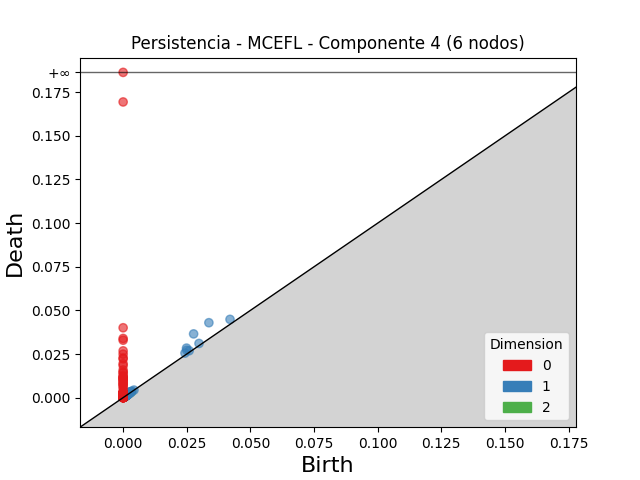 Persistencia - MCEFL - Componente 4 (6 nodos)
+∞
0.175
0.150
0.125
0.100
0.075
0.050
0.025
0.000
Death
0.000 0.025 0.050 0.075 0.100 0.125 0.150 0.175
Birth
Dimension
0
1
2